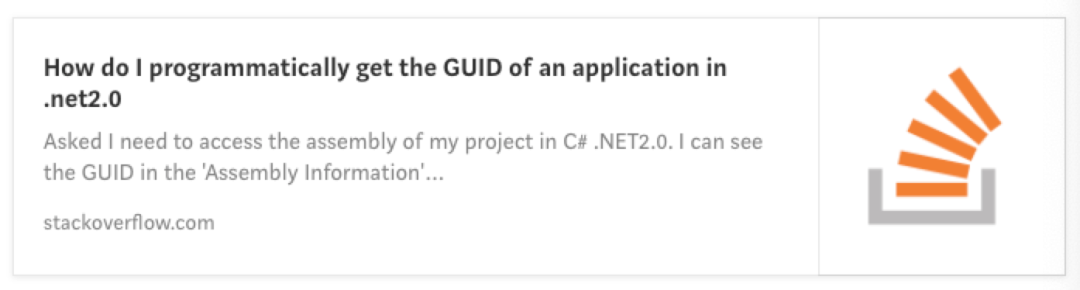 How do I programmatically get the GUID of an application in
.net2.0
Asked I need to access the assembly of my project in C# .NET2.0. I can see
the GUID in the 'Assembly Information'...
stackoverflow.com